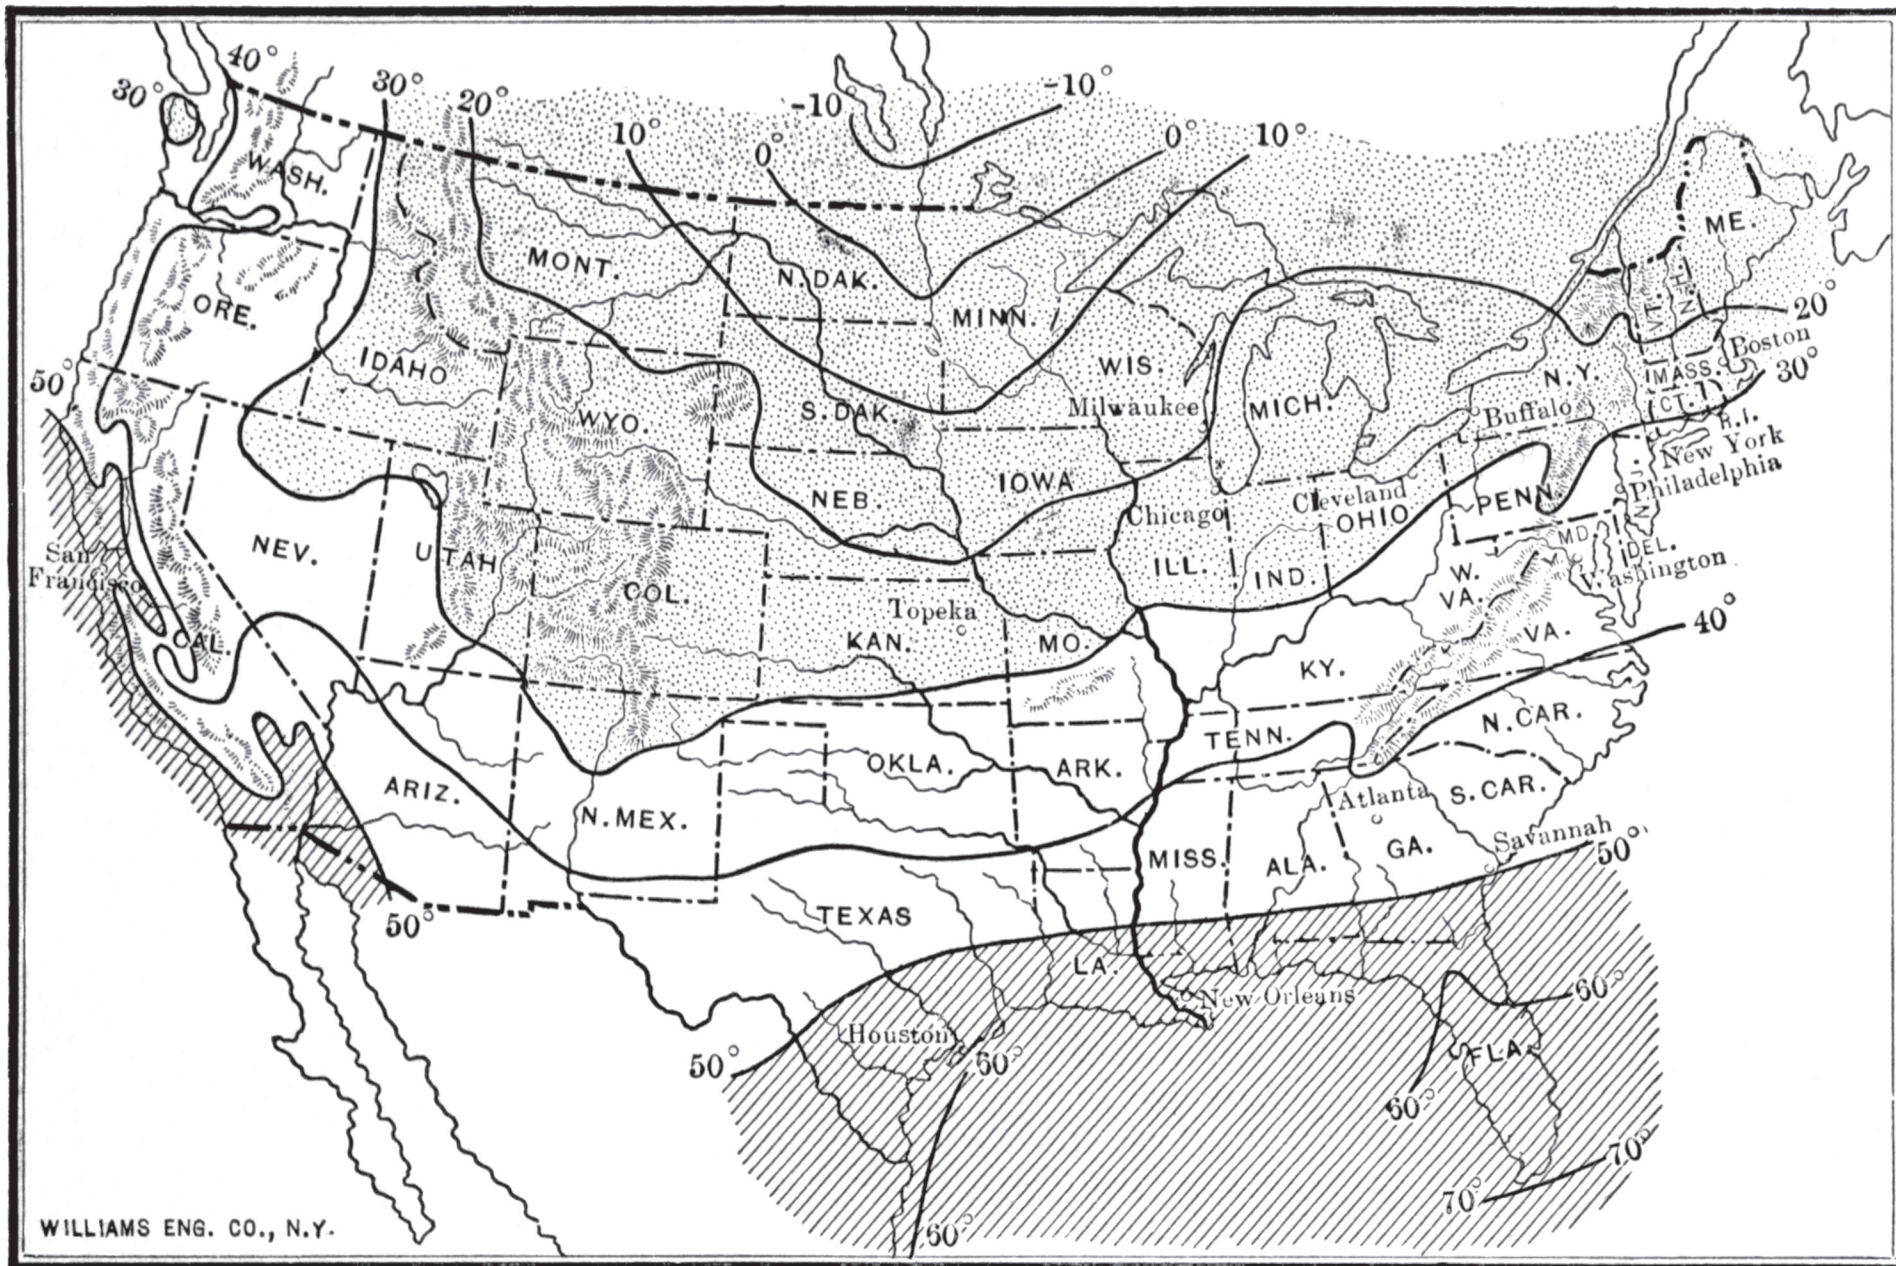 40°
30°
30°
20°
10°
-10°
-10°
0°
0°
10°
WASH.
ME.
MONT.
N. DAK.
MINN.
ORE.
VT.
N.H.
20°
IDAHO
WIS.
Boston
MASS.
30°
50°
N.Y.
WYO.
S. DAK.
Milwaukee
MICH.
Buffalo
CT.
R.I.
New York
Philadelphia
NEB.
IOWA
Cleveland
PENN.
N.J.
Chicago
OHIO
NEV.
UTAH
MD.
DEL.
San
Francisco
COL.
ILL.
IND.
W.
VA.
Washington
Topeka
CAL.
KAN.
MO.
KY.
VA.
40°
N. CAR.
TENN.
OKLA.
ARK.
ARIZ.
N. MEX.
Atlanta
S. CAR.
Savannah
MISS.
ALA.
GA.
50°
50°
TEXAS
LA.
New Orleans
60°
Houston
50°
50°
FLA.
60°
70°
70°
60°
WILLIAMS ENG. CO., N.Y.